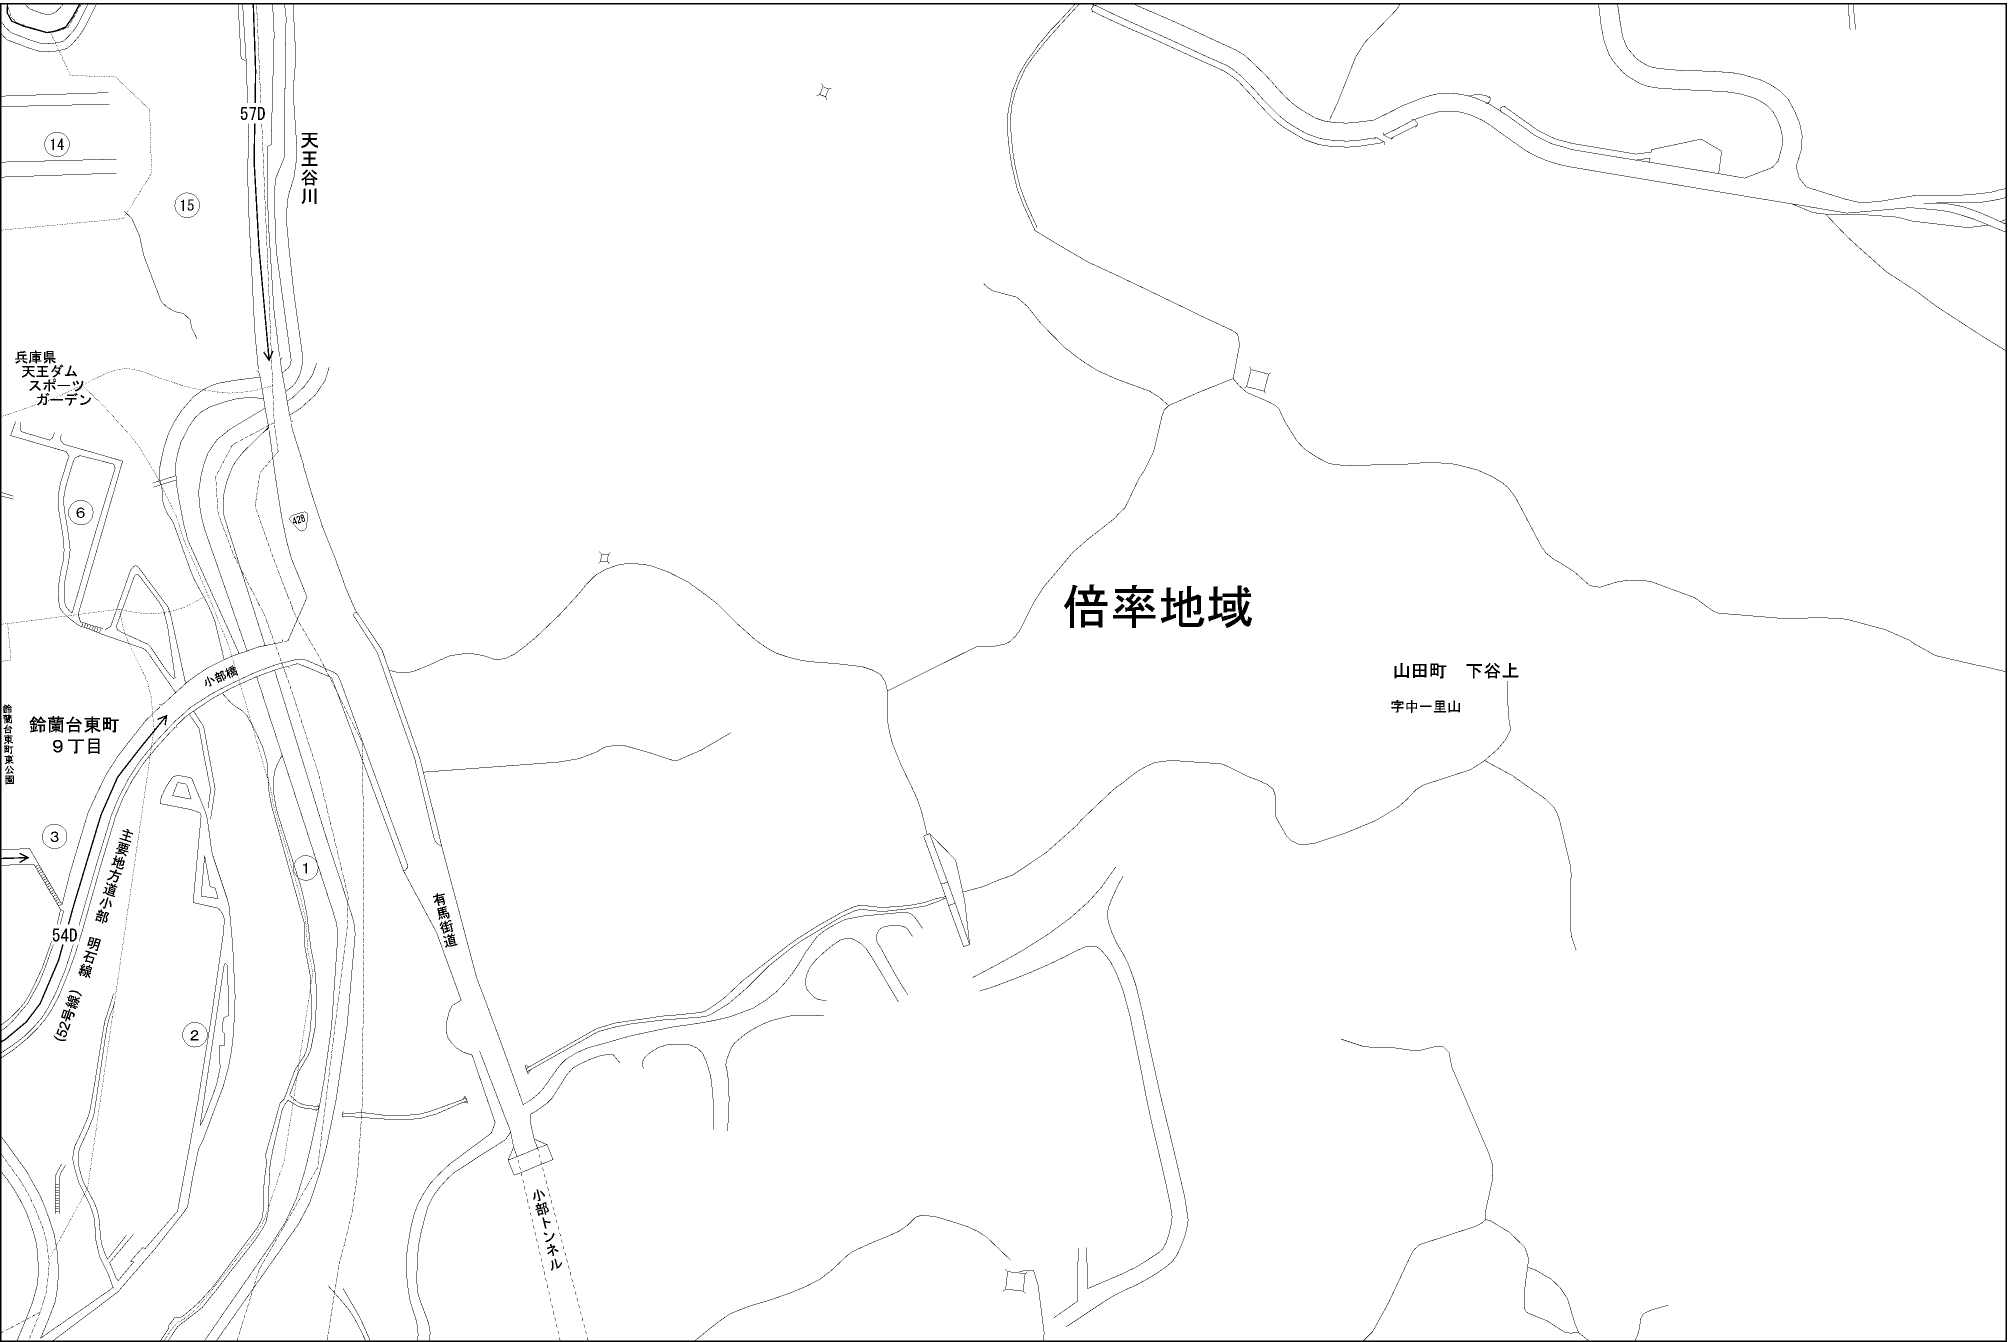 57D
天王谷川
14
15
兵庫県
天王ダム
スポーツ
ガーデン
6
428
倍率地域
山田町　下谷上
字中一里山
小部橋
鈴蘭台東町
９丁目
鈴蘭台東町東公園
3
主要地方道小部　明石線
(52号線)
1
54D
有馬街道
2
小部トンネル